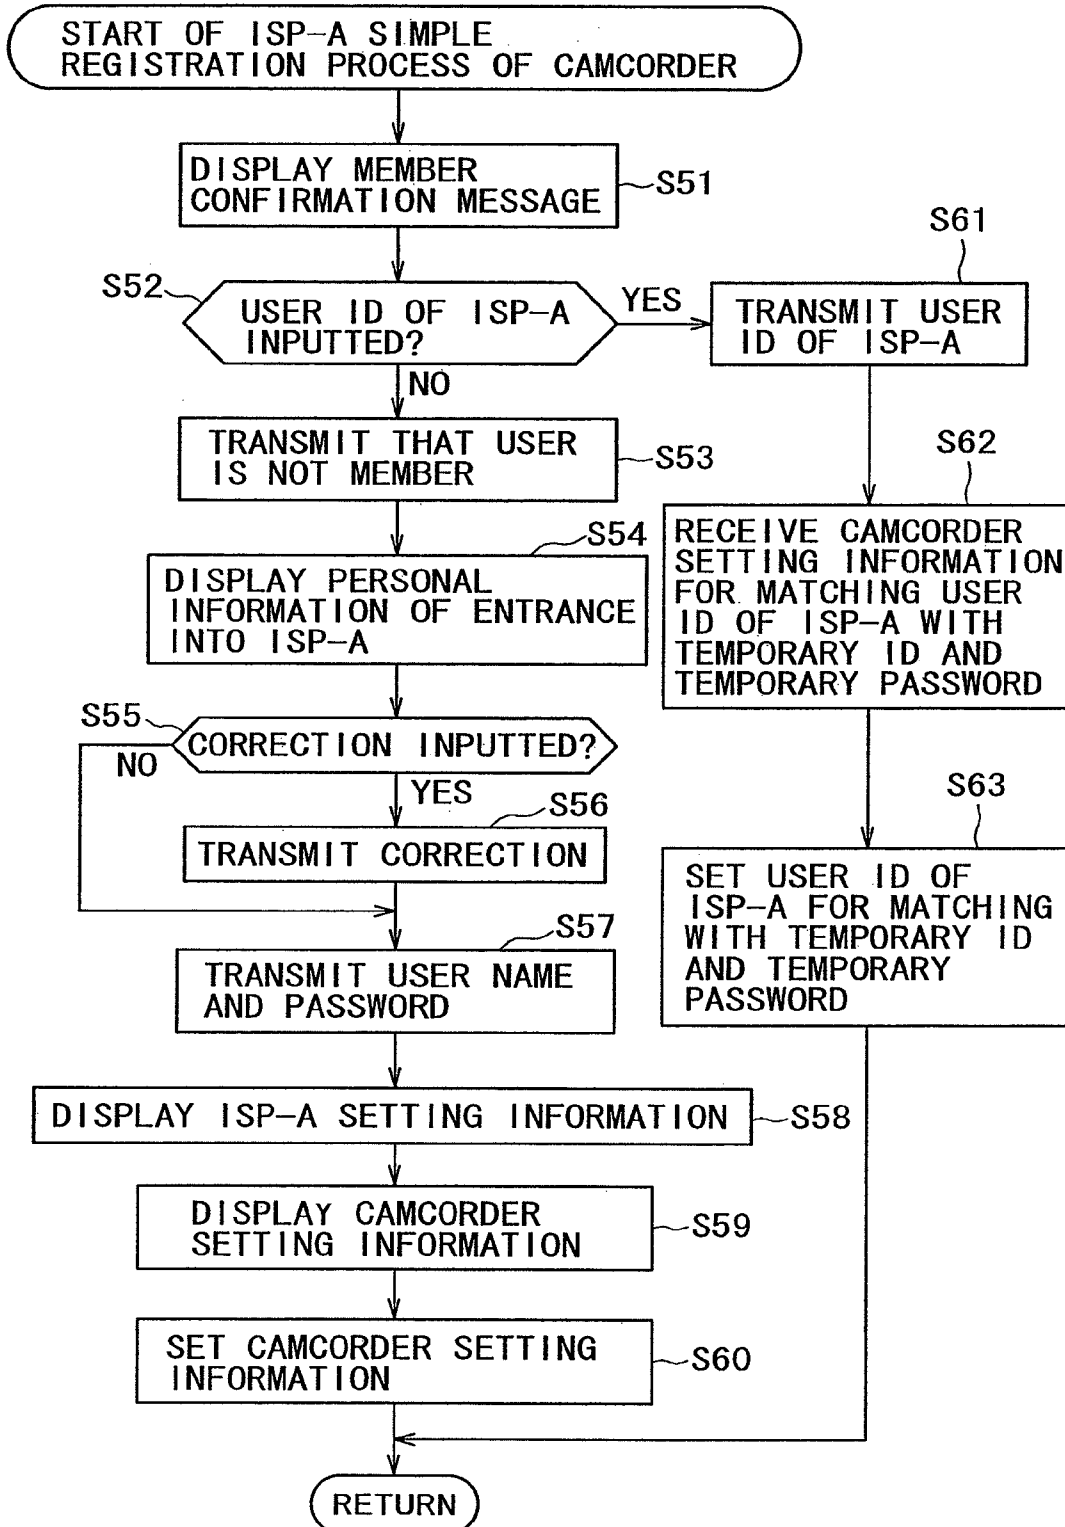 START OF ISP-A SIMPLE
REGISTRATION PROCESS OF CAMCORDER
DISPLAY MEMBER
CONFIRMATION MESSAGE
S51
S61
S52
USER ID OF ISP-A
INPUTTED?
YES
TRANSMIT USER
ID OF ISP-A
NO
TRANSMIT THAT USER
IS NOT MEMBER
S53
S62
S54
DISPLAY PERSONAL
INFORMATION OF ENTRANCE
INTO ISP-A
RECEIVE CAMCORDER
SETTING INFORMATION
FOR MATCHING USER
ID OF ISP-A WITH
TEMPORARY ID AND
TEMPORARY PASSWORD
S55
CORRECTION INPUTTED?
NO
YES
S56
TRANSMIT CORRECTION
S63
SET USER ID OF
ISP-A FOR MATCHING
WITH TEMPORARY ID
AND TEMPORARY
PASSWORD
S57
TRANSMIT USER NAME
AND PASSWORD
DISPLAY ISP-A SETTING INFORMATION
S58
DISPLAY CAMCORDER
SETTING INFORMATION
S59
SET CAMCORDER SETTING
INFORMATION
S60
RETURN